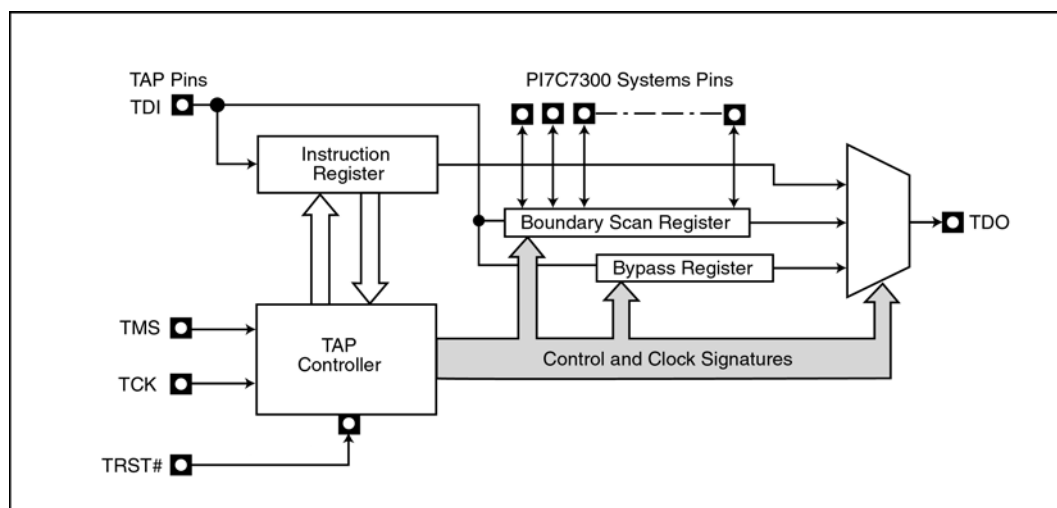 TAP Pins
TDI
PI7C7300 Systems Pins
Instruction
Register
Boundary Scan Register
TDO
Bypass Register
TMS
TAP
Controller
Control and Clock Signatures
TCK
TRST#